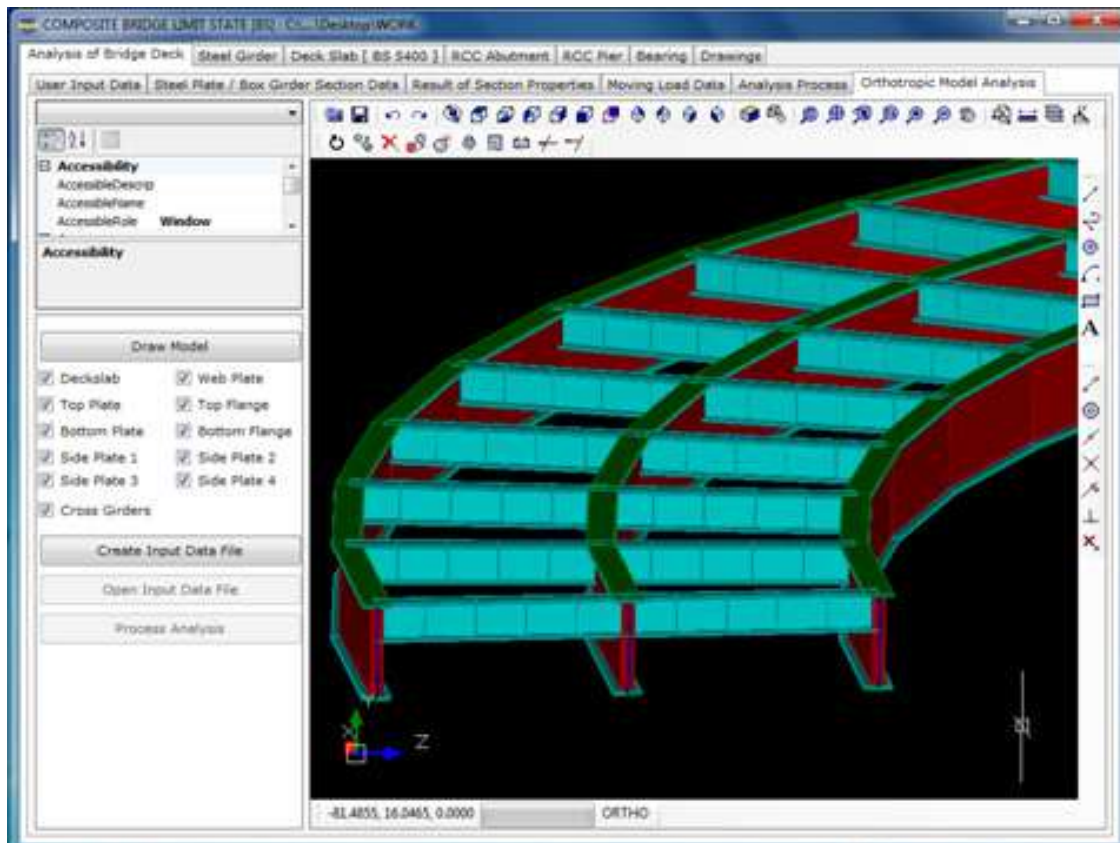 COMPOSITE BRIDGE LIMIT STATE [BS] - C:\...\Desktop\WORK
Analysis of Bridge Deck Steel Girder Deck Slab [ BS 5400 ] RCC Abutment RCC Pier Bearing Drawings
User Input Data Steel Plate / Box Girder Section Data Result of Section Properties Moving Load Data Analysis Process Orthotropic Model Analysis
Accessibility
AccessibleDescrip
AccessibleName
AccessibleRole Window
Accessibility
Draw Model
Deckslab Web Plate
Top Plate Top Flange
Bottom Plate Bottom Flange
Side Plate 1 Side Plate 2
Side Plate 3 Side Plate 4
Cross Girders
Create Input Data File
Open Input Data File
Process Analysis
A
Y
X
Z
-81.4855, 16.0465, 0.0000 ORTHO